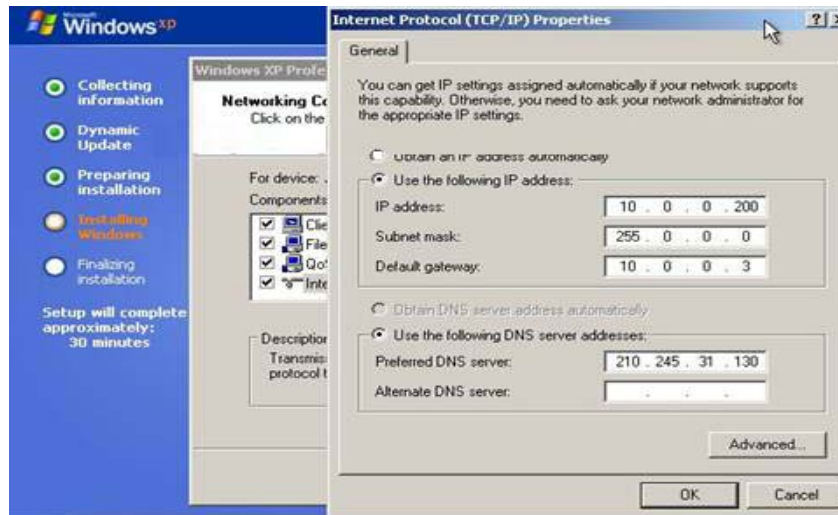 Microsoft
Windows xp
Collecting
information
Dynamic
Update
Preparing
installation
Installing
Windows
Finalizing
installation
Setup will complete
approximately:
30 minutes
Windows XP Profe
Networking Co
Click on the
For device:
Components
Clie
File
QoS
Inte
Description
Transmis
protocol t
Internet Protocol (TCP/IP) Properties
General
You can get IP settings assigned automatically if your network supports
this capability. Otherwise, you need to ask your network administrator for
the appropriate IP settings.
Obtain an IP address automatically
Use the following IP address:
IP address: 10 . 0 . 0 . 200
Subnet mask: 255 . 0 . 0 . 0
Default gateway: 10 . 0 . 0 . 3
Obtain DNS server address automatically
Use the following DNS server addresses:
Preferred DNS server: 210 . 245 . 31 . 130
Alternate DNS server: . . .
Advanced...
OK Cancel